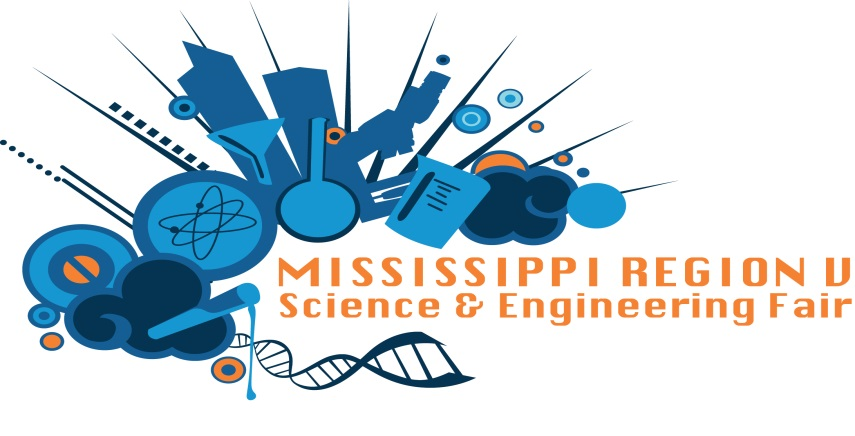 MISSISSIPPI REGION V
Science & Engineering Fair